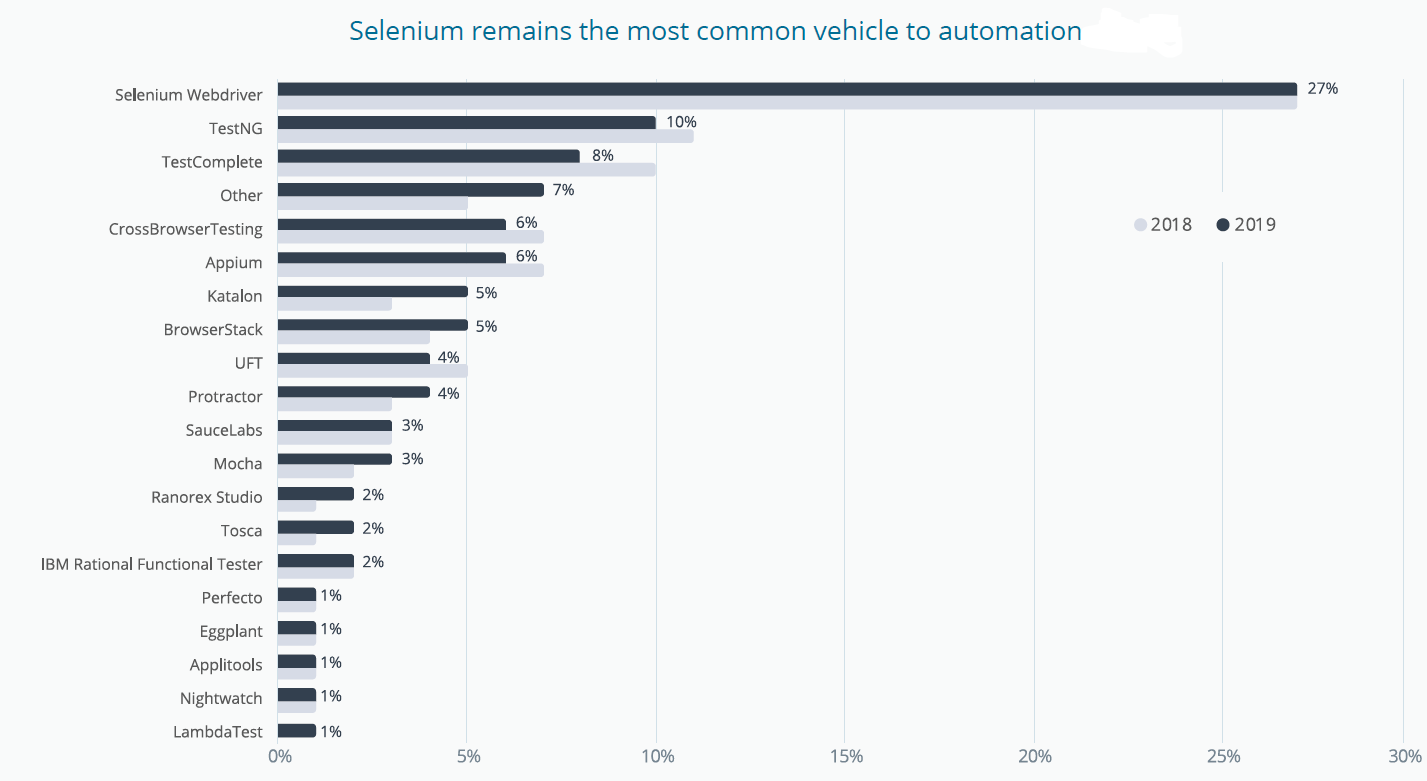 Selenium remains the most common vehicle to automation
Selenium Webdriver 27%
TestNG 10%
TestComplete 8%
Other 7%
CrossBrowserTesting 6%
2018 2019
Appium 6%
Katalon 5%
BrowserStack 5%
UFT 4%
Protractor 4%
SauceLabs 3%
Mocha 3%
Ranorex Studio 2%
Tosca 2%
IBM Rational Functional Tester 2%
Perfecto 1%
Eggplant 1%
Applitools 1%
Nightwatch 1%
LambdaTest 1%
0% 5% 10% 15% 20% 25% 30%